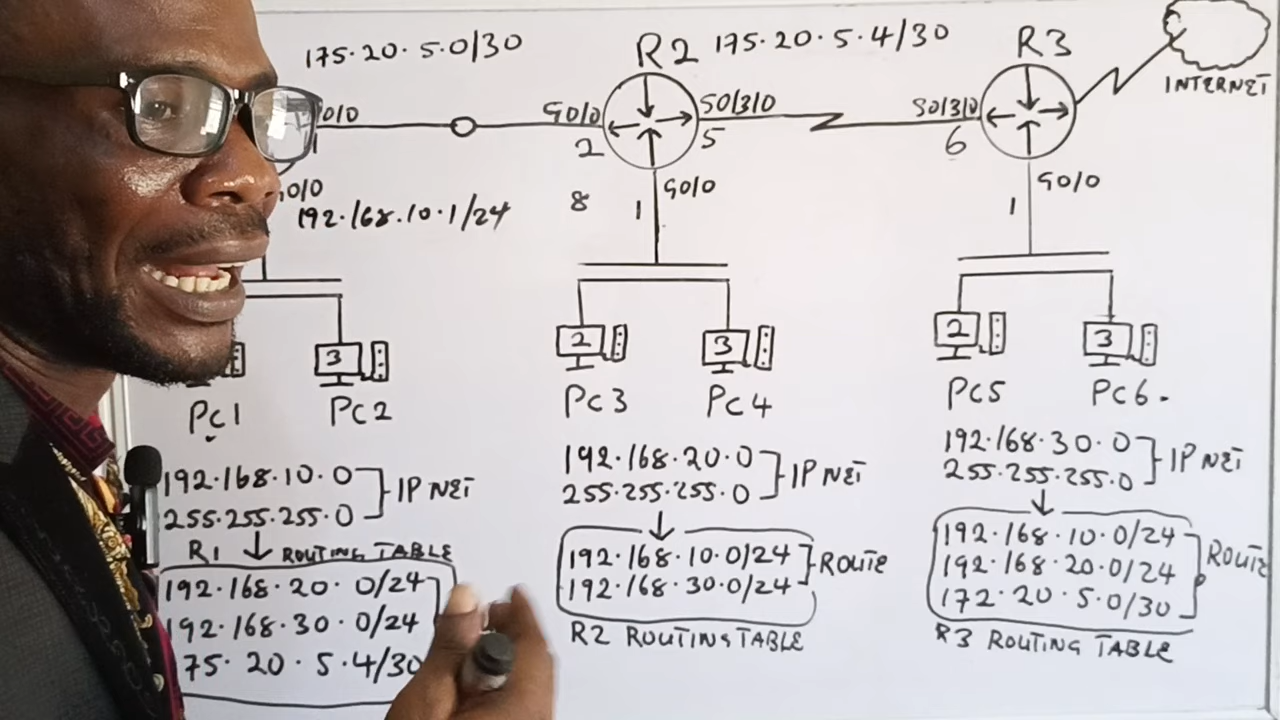 175.20.5.0/30
R2
175.20.5.4/30
R3
INTERNET
0/0
1
G0/0
2
S0/3/0
5
S0/3/0
6
G0/0
192.168.10.1/24
8
1
G0/0
1
G0/0
3
2
3
2
3
PC1
PC2
PC3
PC4
PC5
PC6.
192.168.10.0
255.255.255.0
IP NET
192.168.20.0
255.255.255.0
IP NET
192.168.30.0
255.255.255.0
IP NET
R1
ROUTING TABLE
192.168.20.0/24
192.168.30.0/24
175.20.5.4/30
192.168.10.0/24
192.168.30.0/24
ROUTE
R2 ROUTING TABLE
192.168.10.0/24
192.168.20.0/24
172.20.5.0/30
ROUTE
R3 ROUTING TABLE